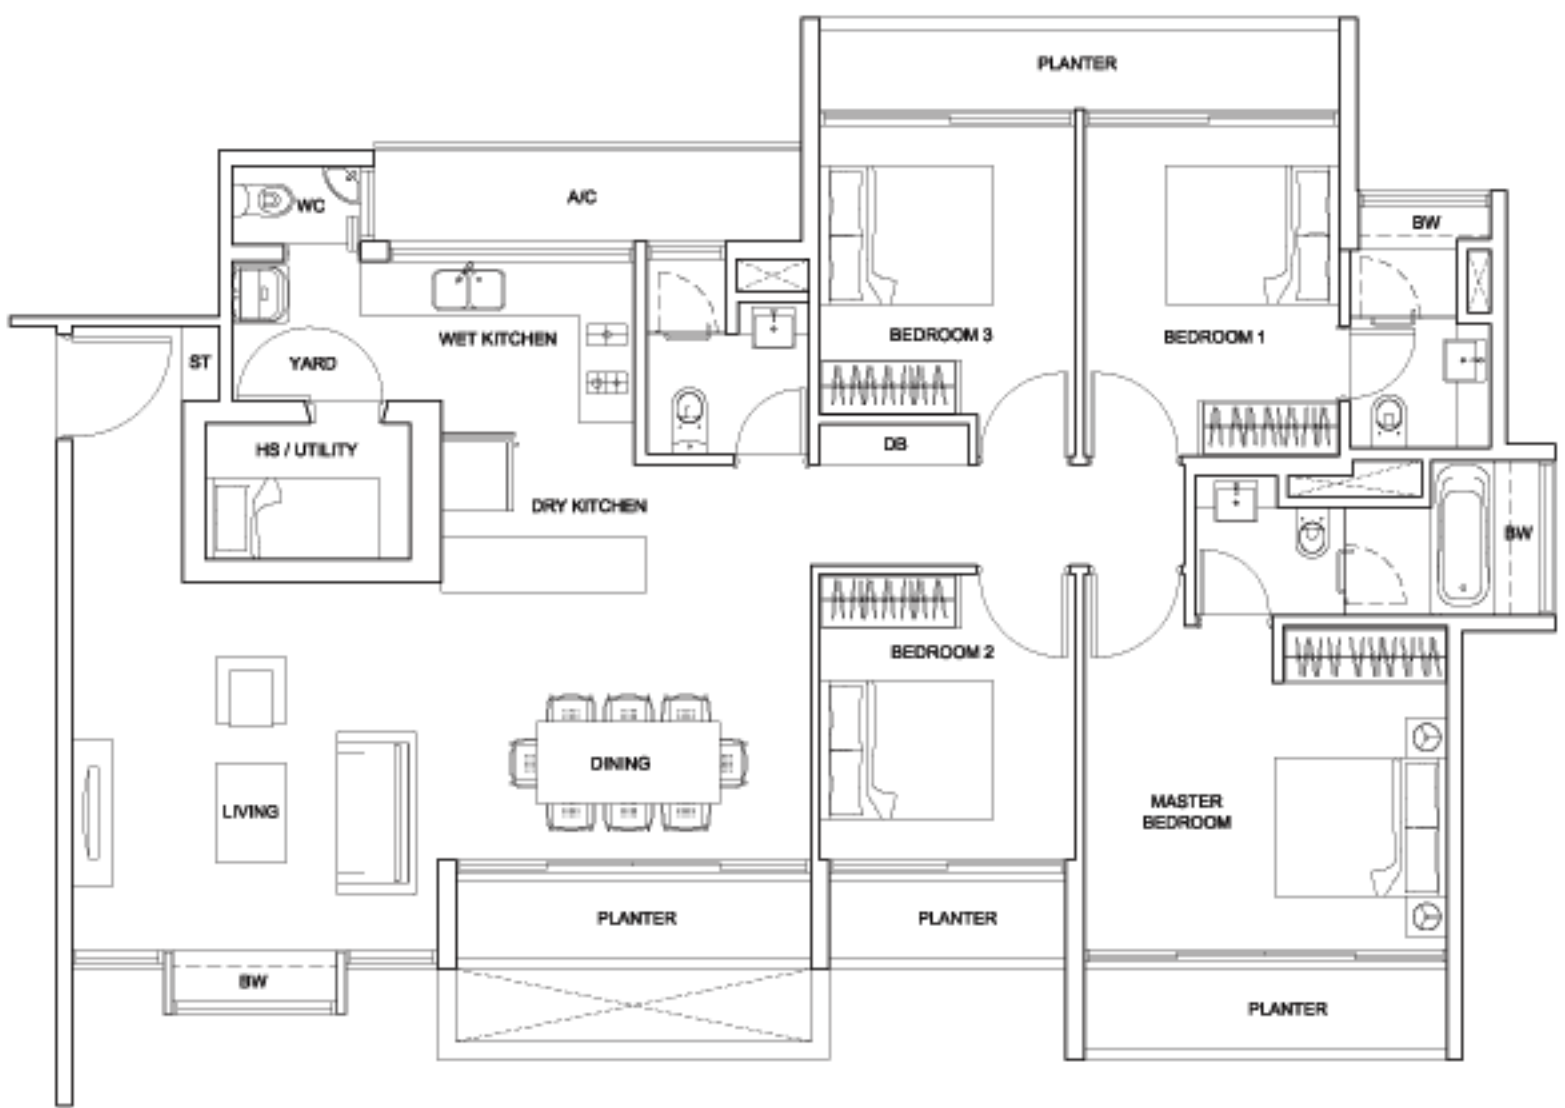 PLANTER
A/C
WC
BW
WET KITCHEN
BEDROOM 3
BEDROOM 1
ST
YARD
HS / UTILITY
DB
DRY KITCHEN
BW
BEDROOM 2
DINING
LIVING
MASTER
BEDROOM
PLANTER
PLANTER
BW
PLANTER